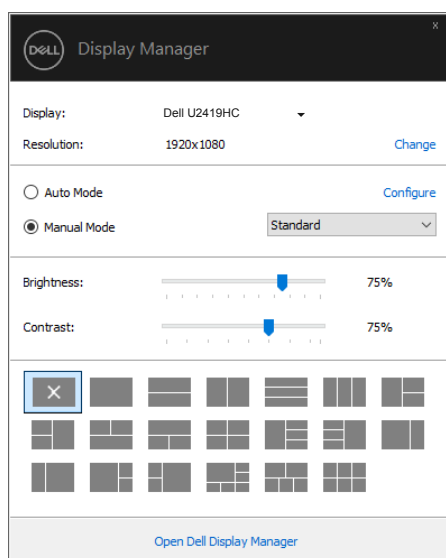 x
DELL Display Manager
Display: Dell U2419HC
Resolution: 1920x1080 Change
Auto Mode Configure
Manual Mode Standard
Brightness: 75%
Contrast: 75%
Open Dell Display Manager